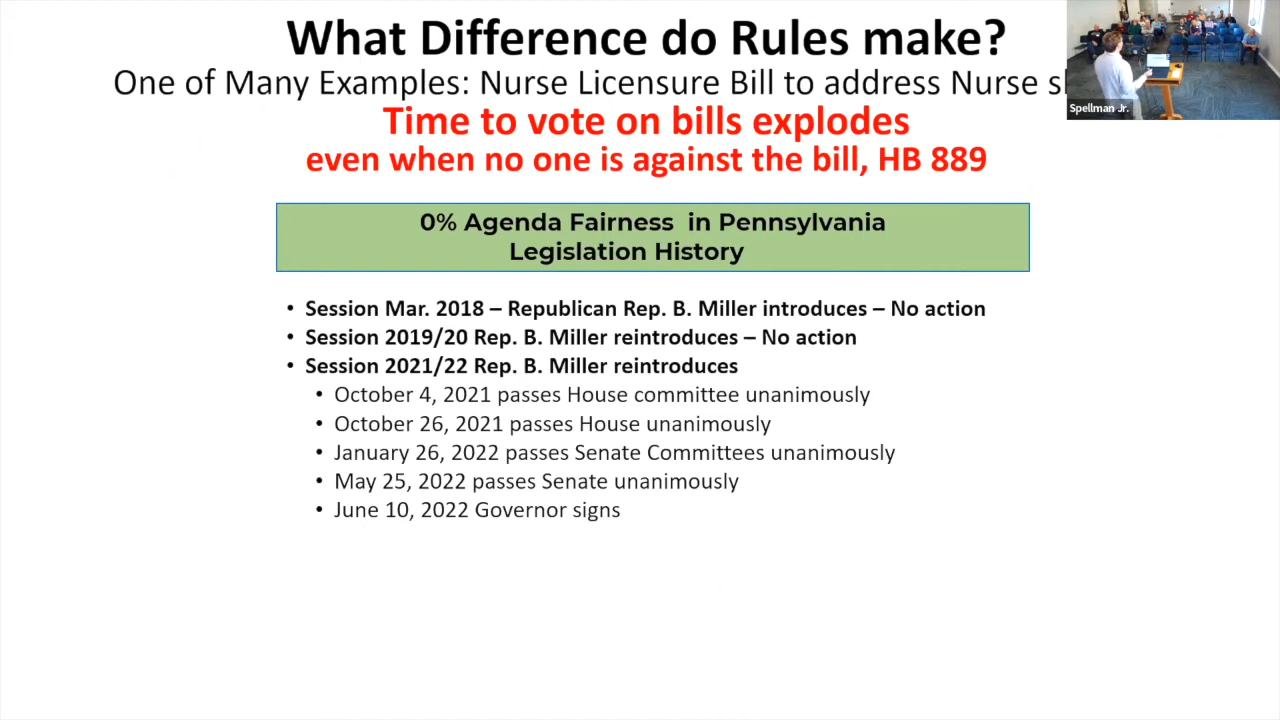 What Difference do Rules make?
One of Many Examples: Nurse Licensure Bill to address Nurse
Time to vote on bills explodes
even when no one is against the bill, HB 889
Spellman Jr.
0% Agenda Fairness in Pennsylvania
Legislation History
• Session Mar. 2018 – Republican Rep. B. Miller introduces – No action
• Session 2019/20 Rep. B. Miller reintroduces – No action
• Session 2021/22 Rep. B. Miller reintroduces
• October 4, 2021 passes House committee unanimously
• October 26, 2021 passes House unanimously
• January 26, 2022 passes Senate Committees unanimously
• May 25, 2022 passes Senate unanimously
• June 10, 2022 Governor signs